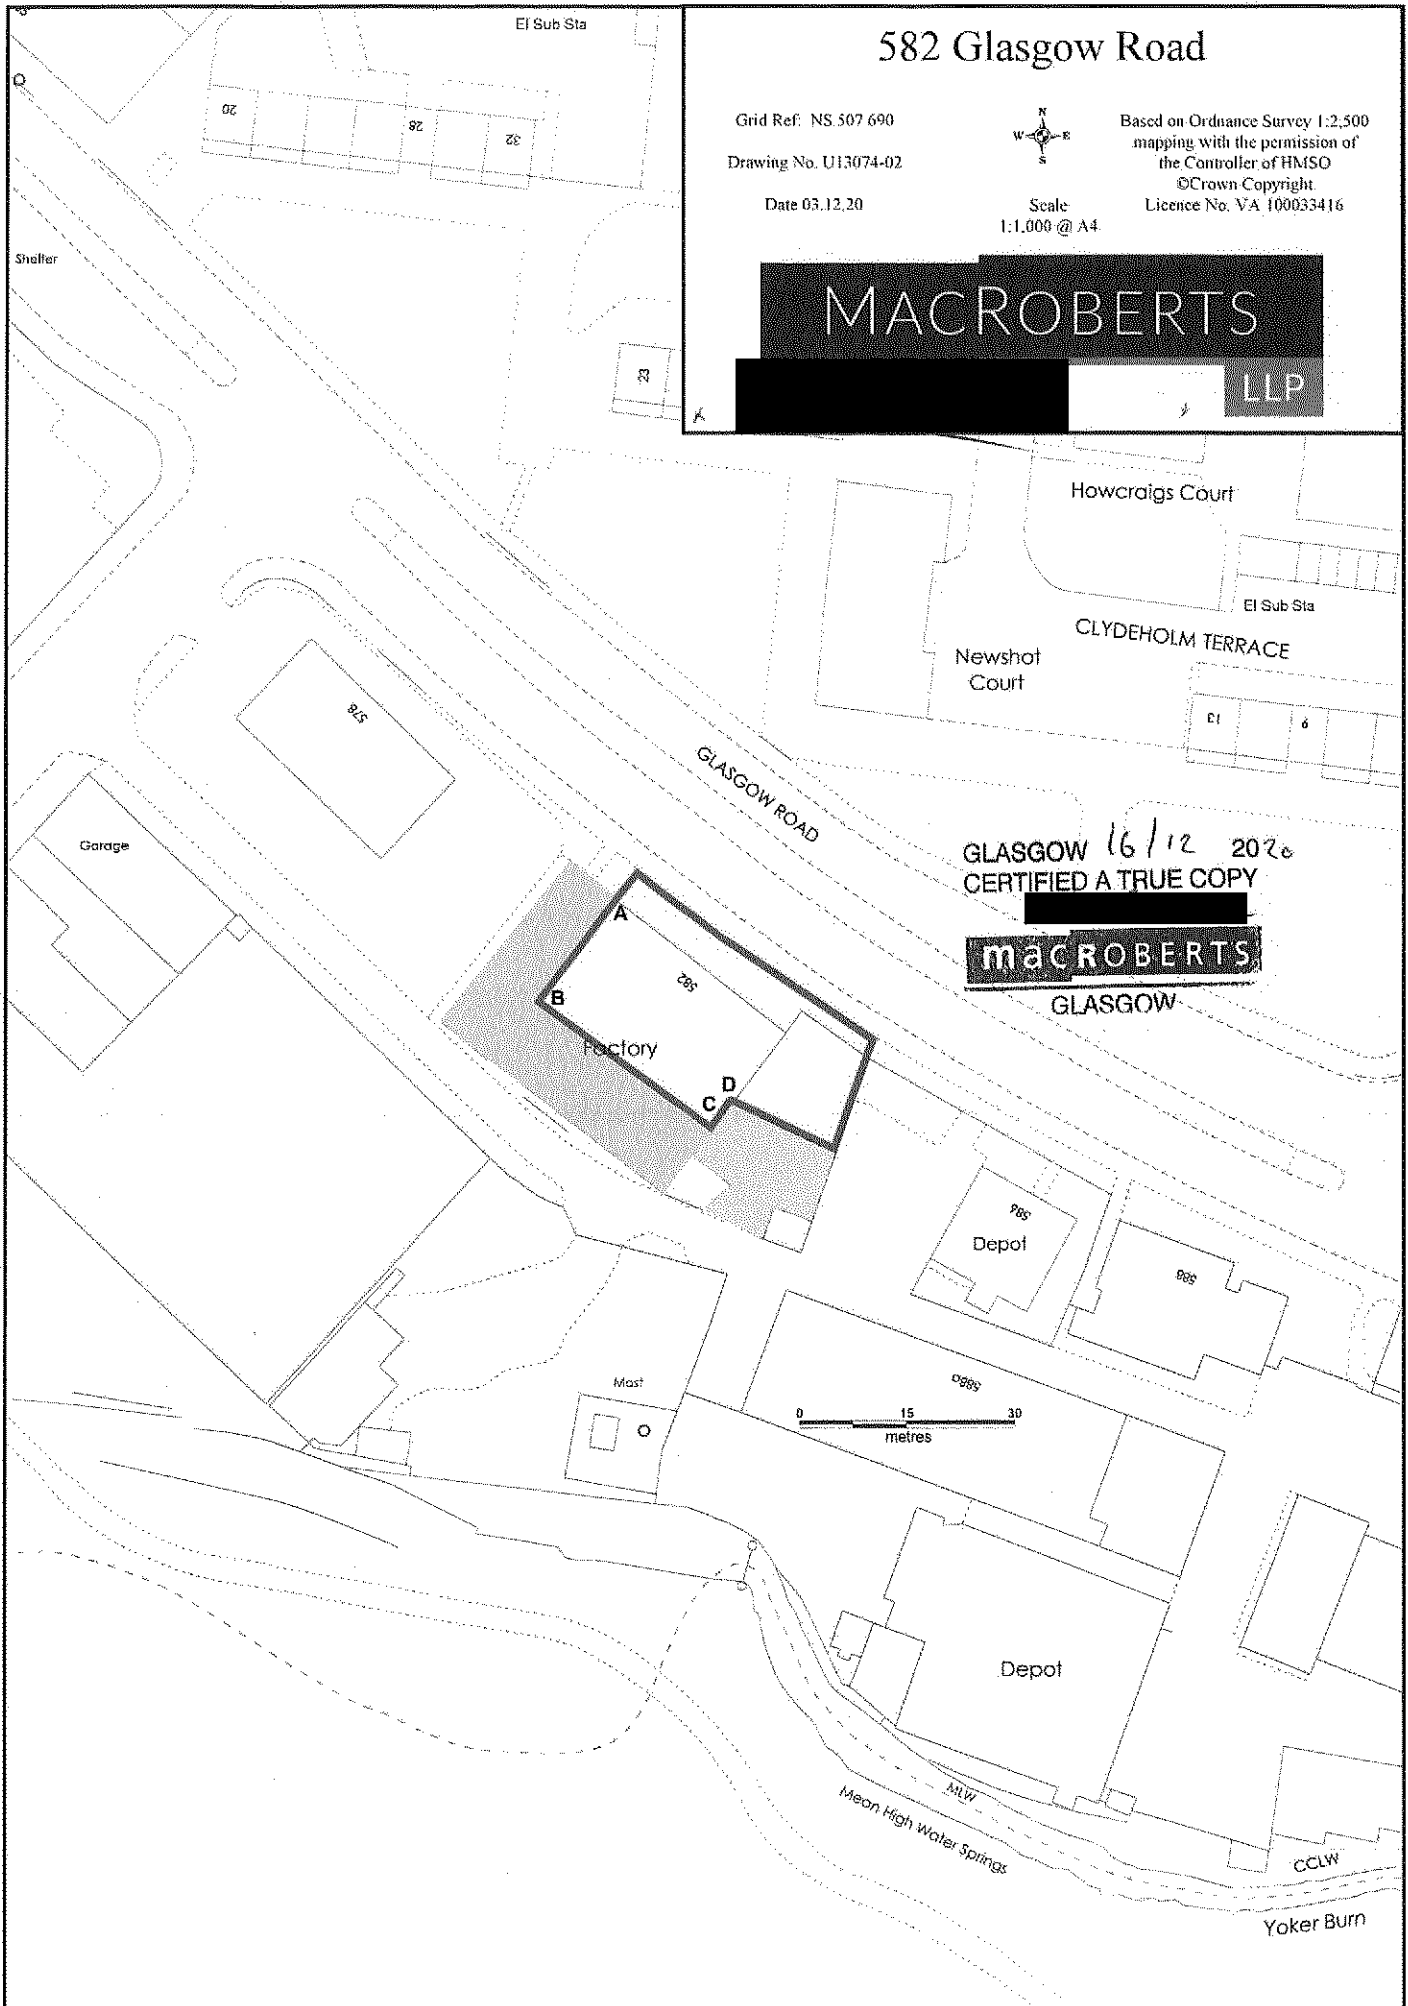 El Sub Sta
582 Glasgow Road
Grid Ref: NS 507 690
Drawing No. U13074-02
Date 03.12.20
N
W E
S
Scale
1:1,000 @ A4
Based on Ordnance Survey 1:2,500
mapping with the permission of
the Controller of HMSO
©Crown Copyright
Licence No. VA 100033416
MACROBERTS
LLP
20
28
32
Shelter
23
Howcraigs Court
El Sub Sta
CLYDEHOLM TERRACE
Newshot
Court
13
9
578
GLASGOW ROAD
Garage
GLASGOW 16/12 2020
CERTIFIED A TRUE COPY
macROBERTS
GLASGOW
A
B
582
Factory
D
C
586
Depot
588
Mast
586a
0 15 30
metres
Depot
MLW
Mean High Water Springs
CCLW
Yoker Burn